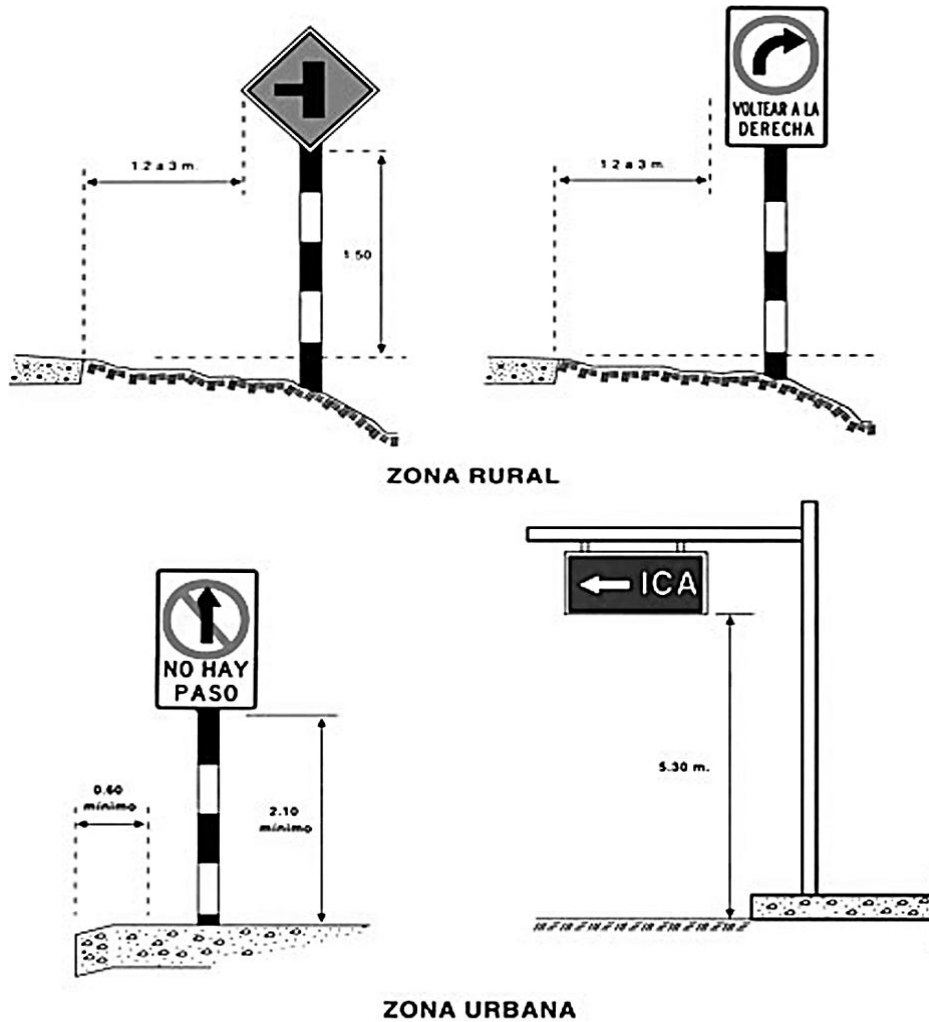 1.2 a 3 m.
1.50
1.2 a 3 m.
VOLTEAR A LA
DERECHA
ZONA RURAL
NO HAY
PASO
0.60
mínimo
2.10
mínimo
ICA
5.30 m.
ZONA URBANA